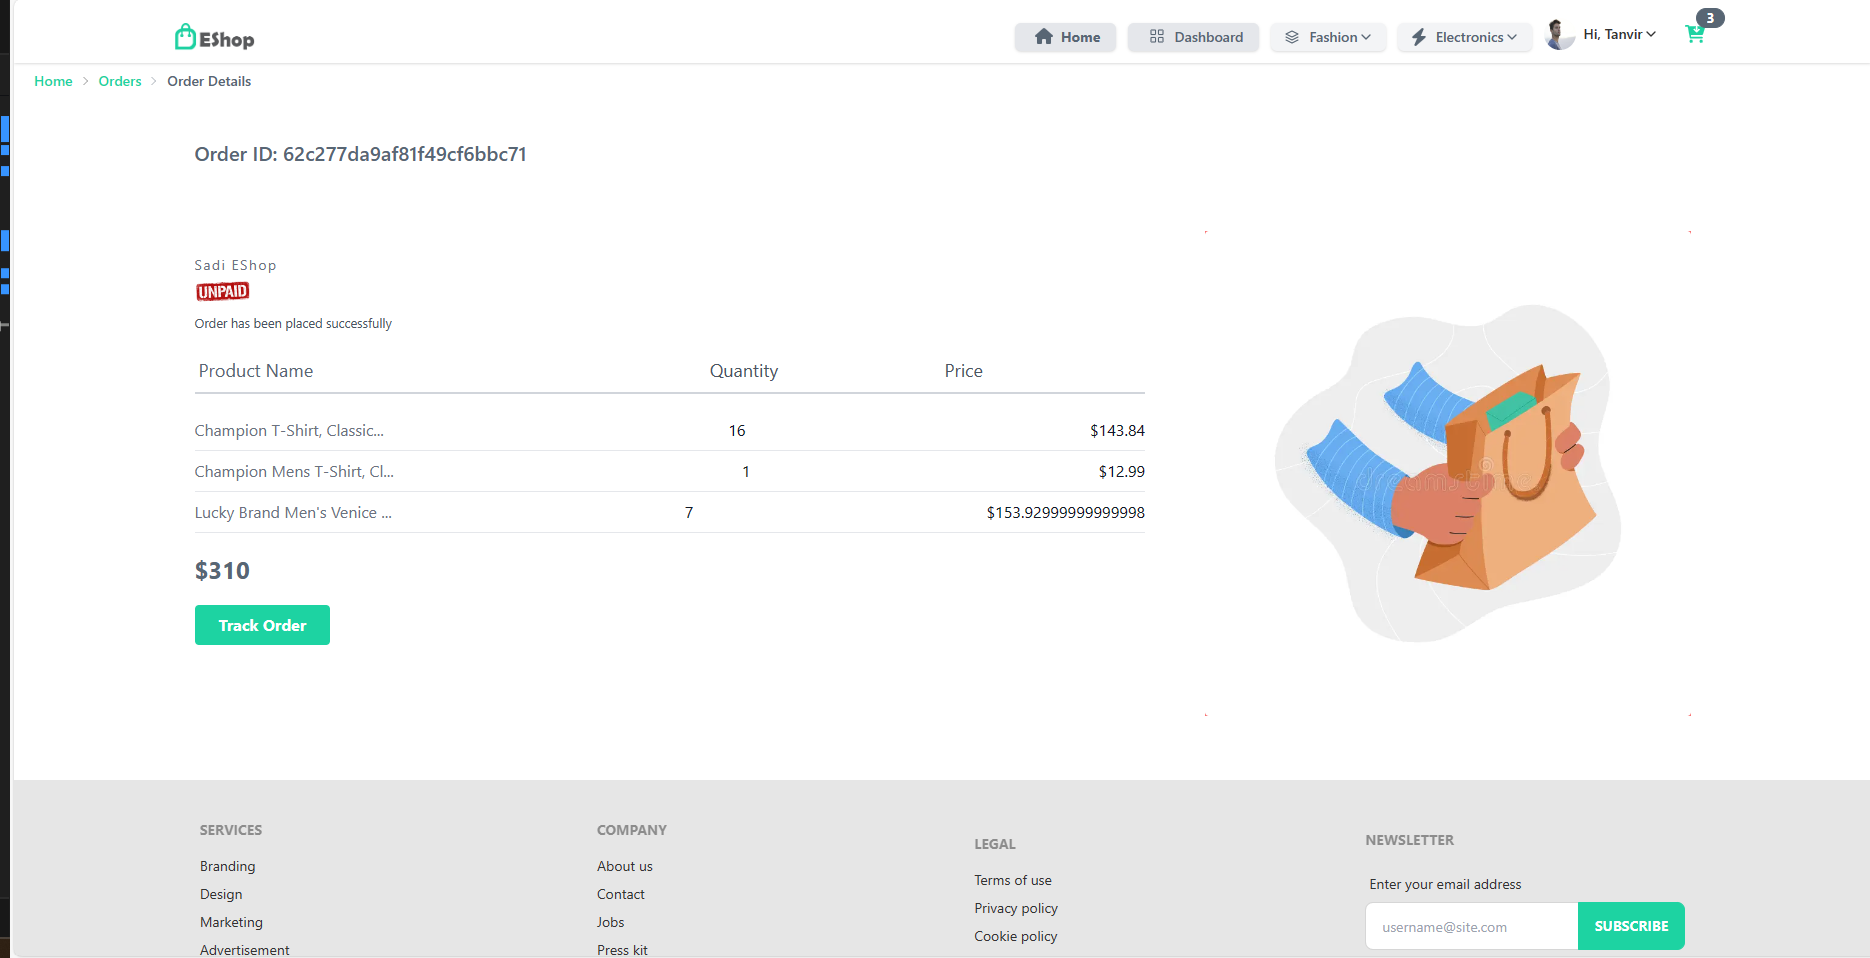 EShop
Home
Dashboard
Fashion
Electronics
Hi, Tanvir
3
Home > Orders > Order Details
Order ID: 62c277da9af81f49cf6bbc71
Sadi EShop
UNPAID
Order has been placed successfully
Product Name Quantity Price
Champion T-Shirt, Classic... 16 $143.84
Champion Mens T-Shirt, Cl... 1 $12.99
Lucky Brand Men's Venice ... 7 $153.92999999999998
$310
Track Order
dreamstime
SERVICES
Branding
Design
Marketing
Advertisement
COMPANY
About us
Contact
Jobs
Press kit
LEGAL
Terms of use
Privacy policy
Cookie policy
NEWSLETTER
Enter your email address
username@site.com
SUBSCRIBE